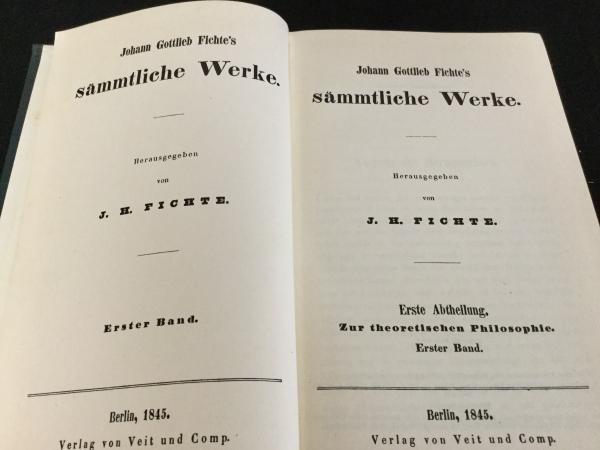 Johann Gottlieb Fichte's
sämmtliche Werke.
Herausgegeben
von
J. H. FICHTE.
Erster Band.
Berlin, 1845.
Verlag von Veit und Comp.
Johann Gottlieb Fichte's
sämmtliche Werke.
Herausgegeben
von
J. H. FICHTE.
Erste Abtheilung.
Zur theoretischen Philosophie.
Erster Band.
Berlin, 1845.
Verlag von Veit und Comp.